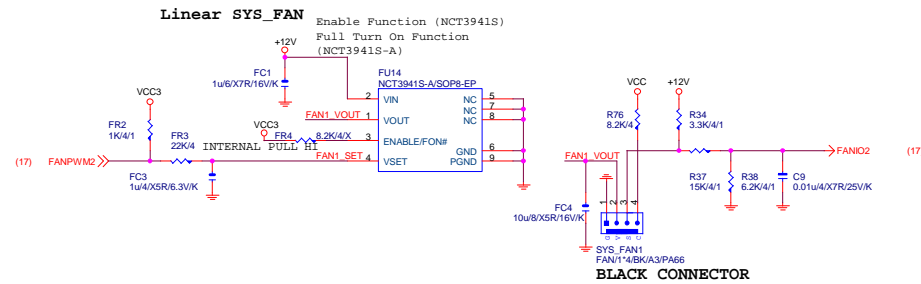 Linear SYS_FAN
Enable Function (NCT3941S)
Full Turn On Function
(NCT3941S-A)
+12V
FC1
1u/6/X7R/16V/K
FU14
NCT3941S-A/SOP8-EP
2 VIN
NC 5
NC 7
NC 8
FAN1_VOUT 1 VOUT
VCC3
FR4 8.2K/4/X 3 ENABLE/FON#
INTERNAL PULL HI
FAN1_SET 4 VSET
GND 6
PGND 9
VCC3
FR2
1K/4/1
FR3
22K/4
(17) FANPWM2
FC3
1u/4/X5R/6.3V/K
VCC
+12V
R76
8.2K/4
R34
3.3K/4/1
FAN1_VOUT
FANIO2 (17
R37
15K/4/1
R38
6.2K/4/1
C9
0.01u/4/X7R/25V/K
FC4
10u/8/X5R/16V/K
1 2 3 4
G V S C
SYS_FAN1
FAN/1*4/BK/A3/PA66
BLACK CONNECTOR